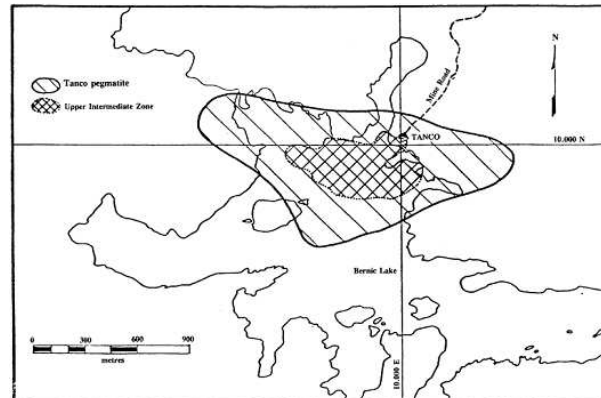 N
Tanco pegmatite
Upper Intermediate Zone
Mine Road
TANCO
10.000 N
Bernic Lake
0 300 600 900
metres
10.000 E